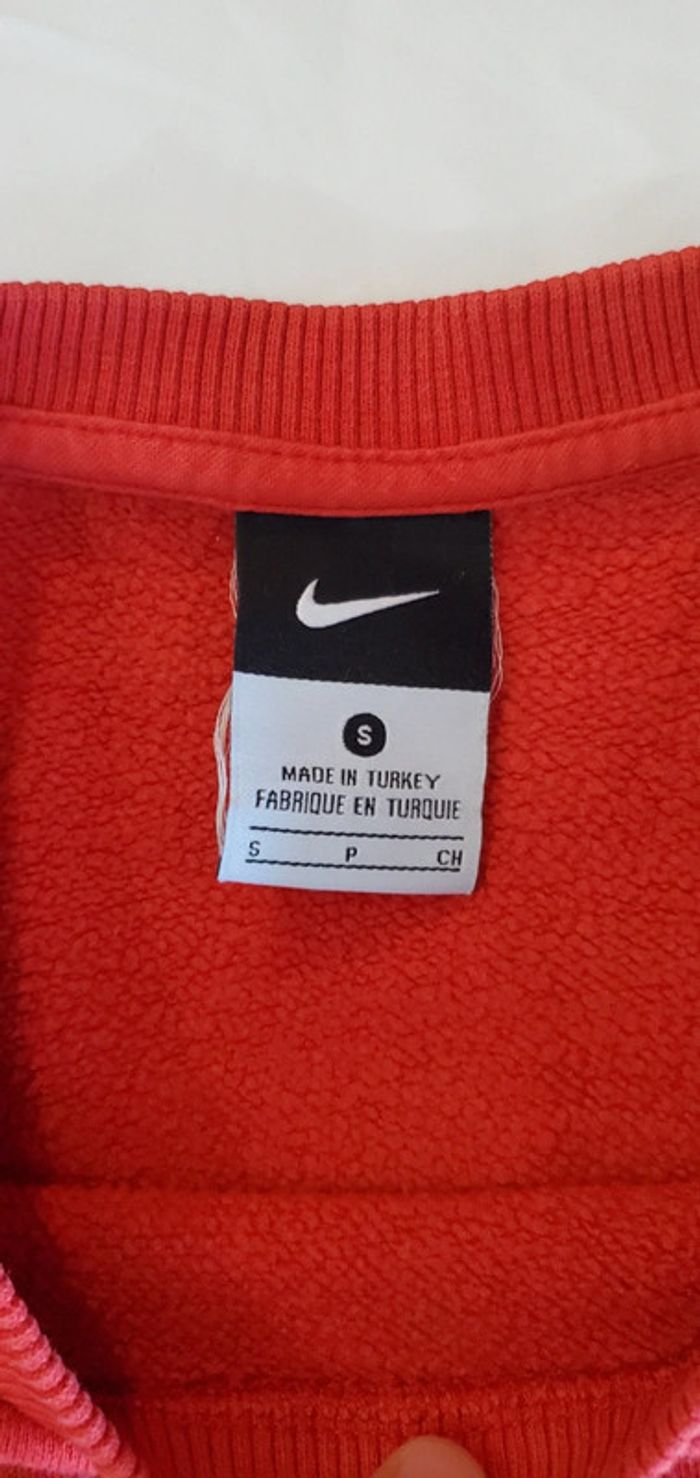 S
MADE IN TURKEY
FABRIQUE EN TURQUIE
S P CH